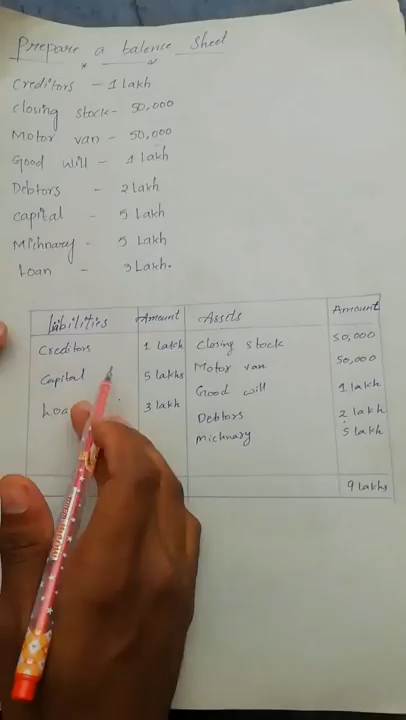 Prepare a balence Sheet
Creditors - 1 lakh
Closing stock - 50,000
Motor van - 50,000
Good will - 1 lakh
Debtors - 2 lakh
Capital - 5 Lakh
Michnary - 5 Lakh
Loan - 3 Lakh.
Liabilities Amount Assets Amount
Creditors 1 lakh Closing stock 50,000
Capital 5 lakhs Motor van 50,000
3 lakh Good will 1 lakh
Debtors 2 lakh
Michnary 5 lakh
9 lakhs